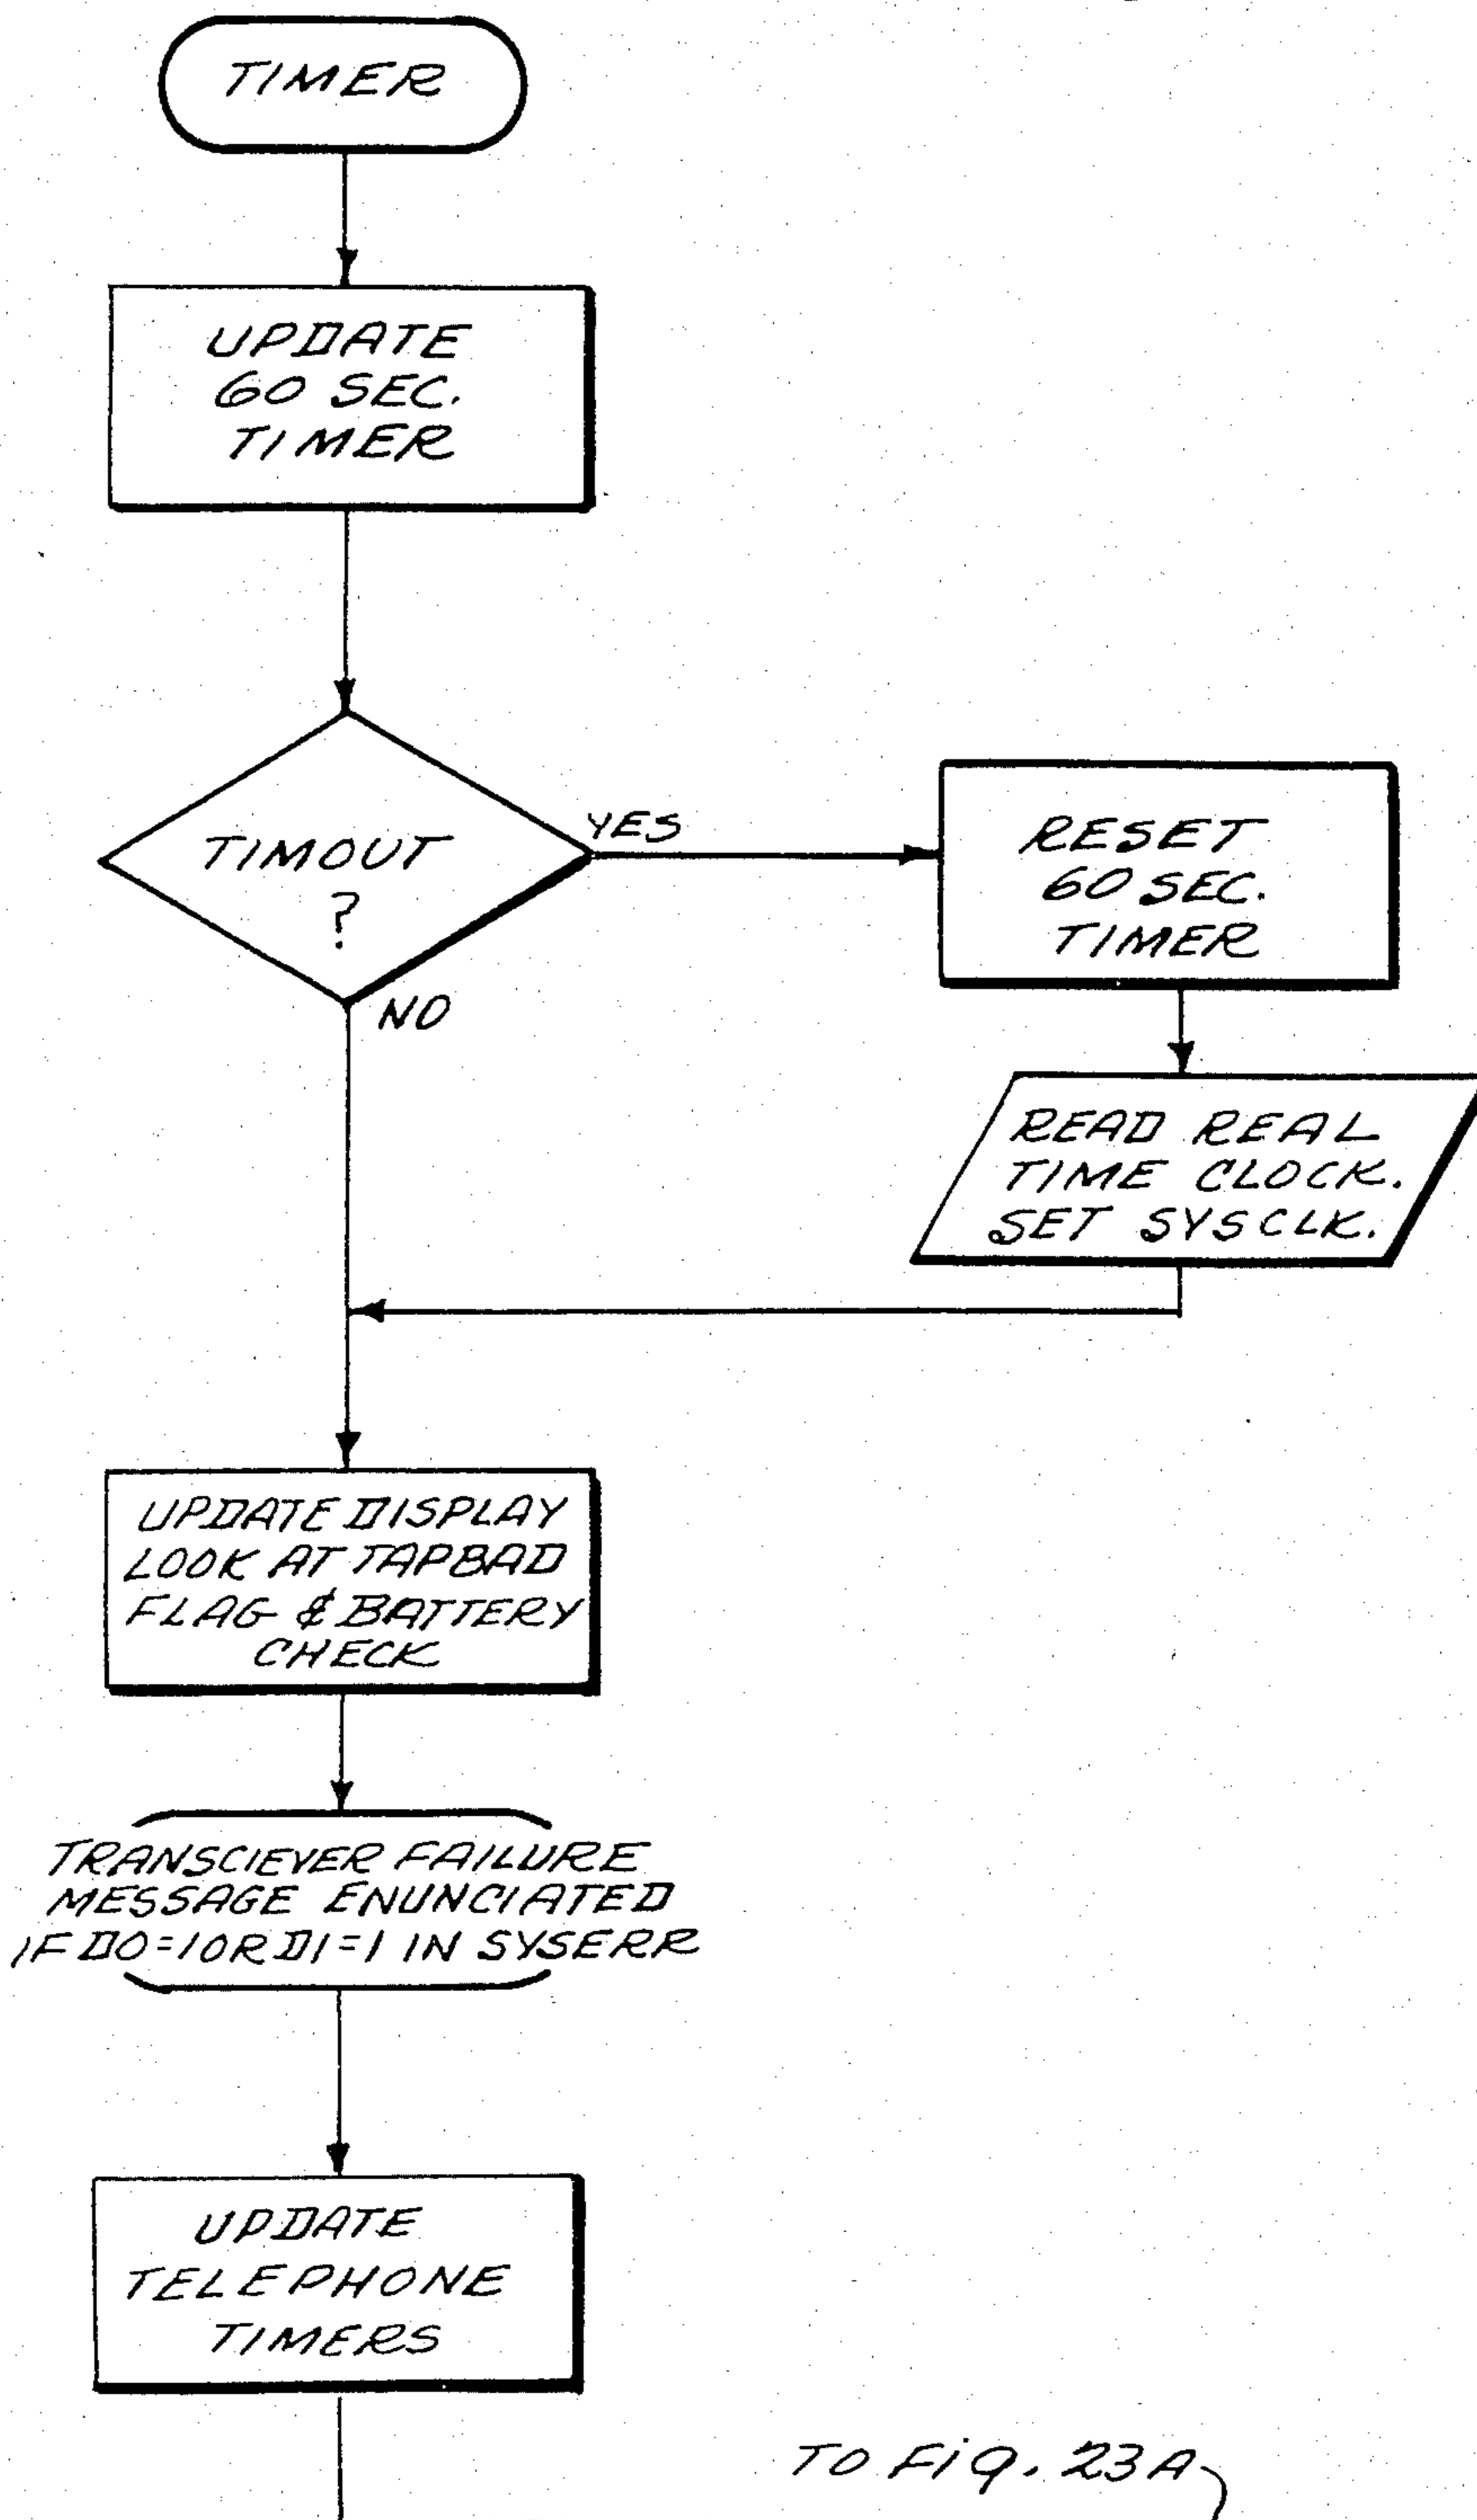 TIMER
UPDATE
60 SEC.
TIMER
TIMOUT
?
YES
NO
RESET
60 SEC.
TIMER
READ REAL
TIME CLOCK.
SET SYSCLK.
UPDATE DISPLAY
LOOK AT TAPBAD
FLAG & BATTERY
CHECK
TRANSCIEVER FAILURE
MESSAGE ENUNCIATED
IF D0=1 OR D1=1 IN SYSERR
UPDATE
TELEPHONE
TIMERS
TO FIG. 23A